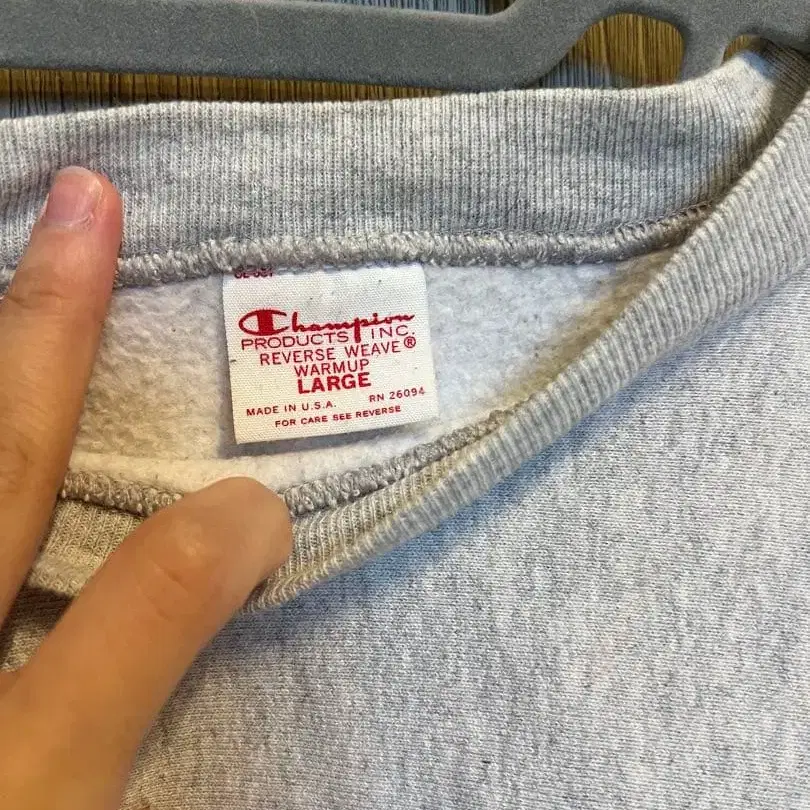 Champion
PRODUCTS INC.
REVERSE WEAVE®
WARMUP
LARGE
MADE IN U.S.A. RN 26094
FOR CARE SEE REVERSE